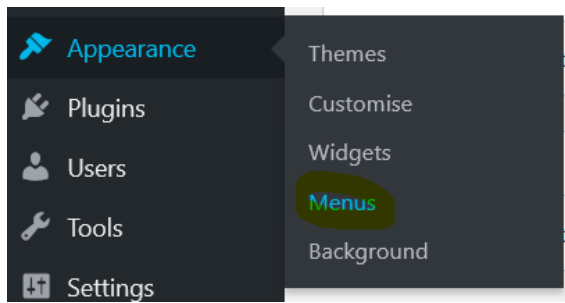 Appearance
Plugins
Users
Tools
Settings
Themes
Customise
Widgets
Menus
Background